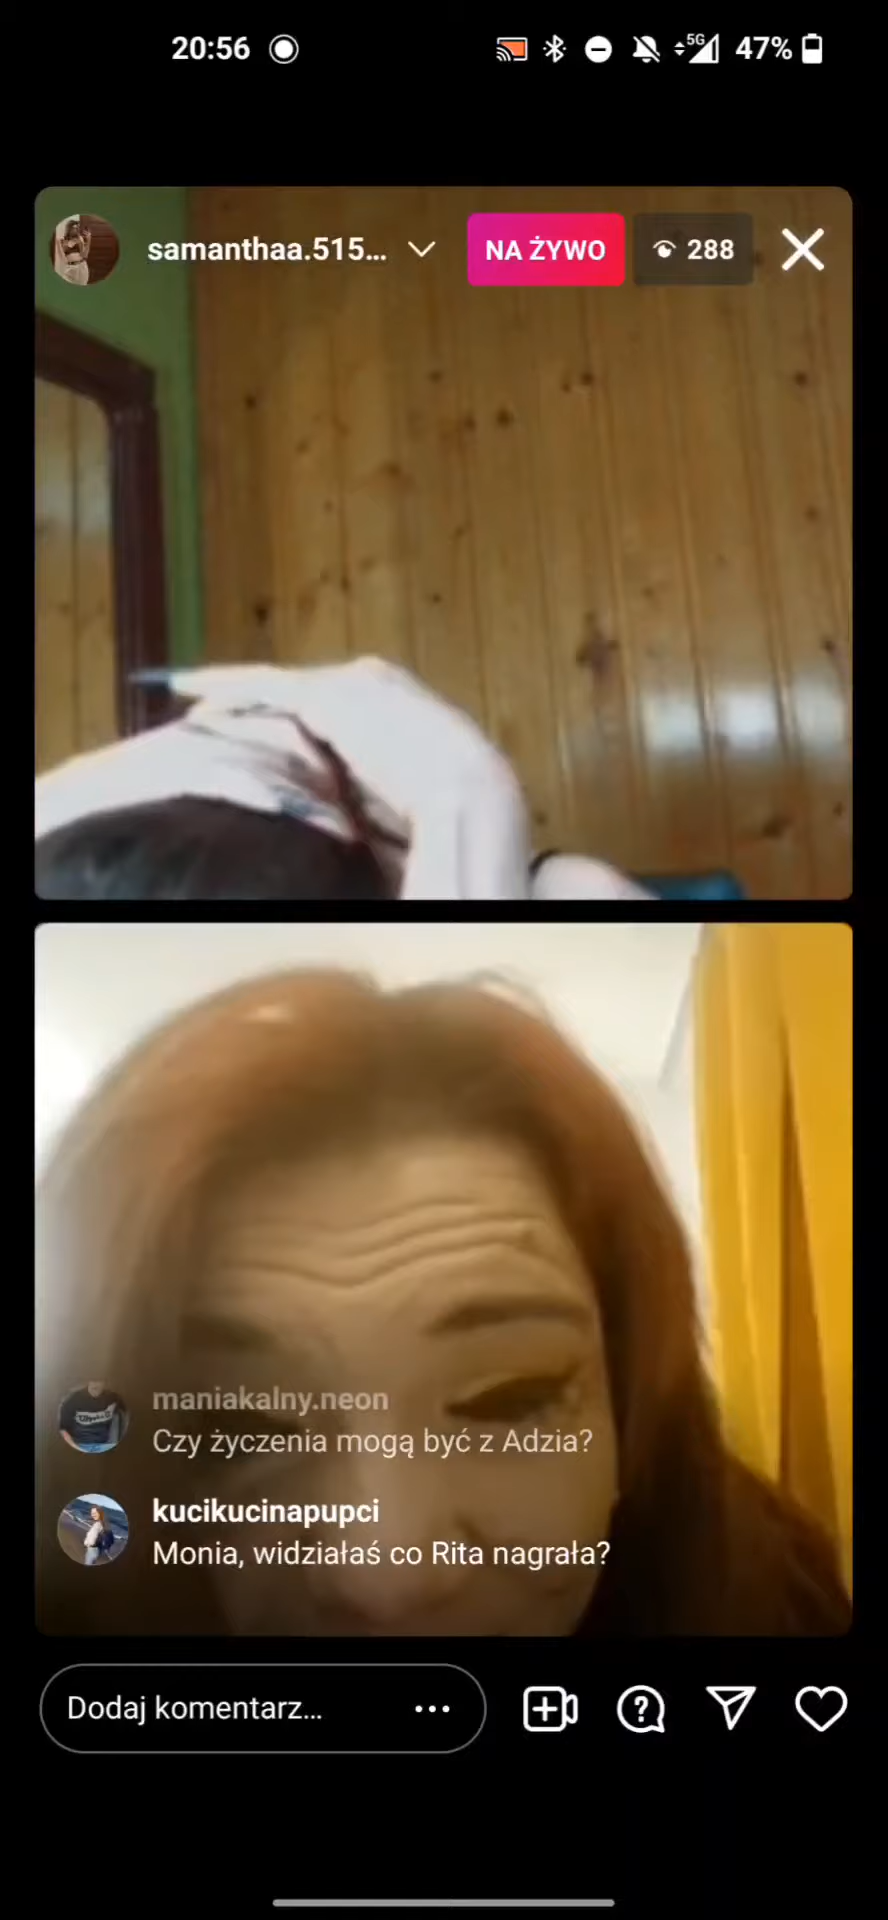 20:56
5G
47%
samanthaa.515...
NA ŻYWO
288
maniakalny.neon
Czy życzenia mogą być z Adzia?
kucikucinapupci
Monia, widziałaś co Rita nagrała?
Dodaj komentarz...